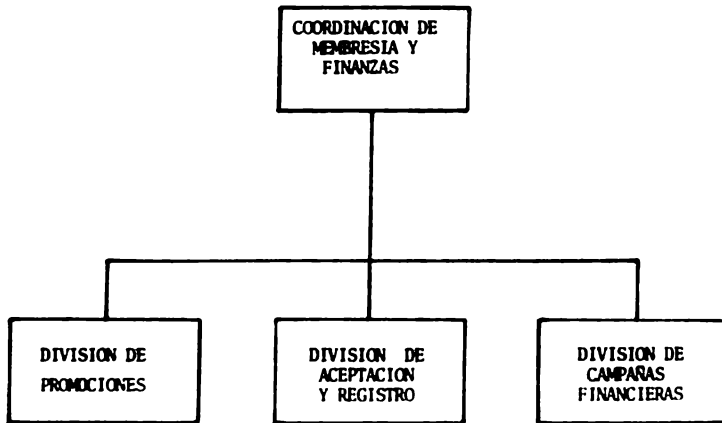 COORDINACION DE
MEMBRESIA Y
FINANZAS
DIVISION DE
PROMOCIONES
DIVISION DE
ACEPTACION
Y REGISTRO
DIVISION DE
CAMPAÑAS
FINANCIERAS